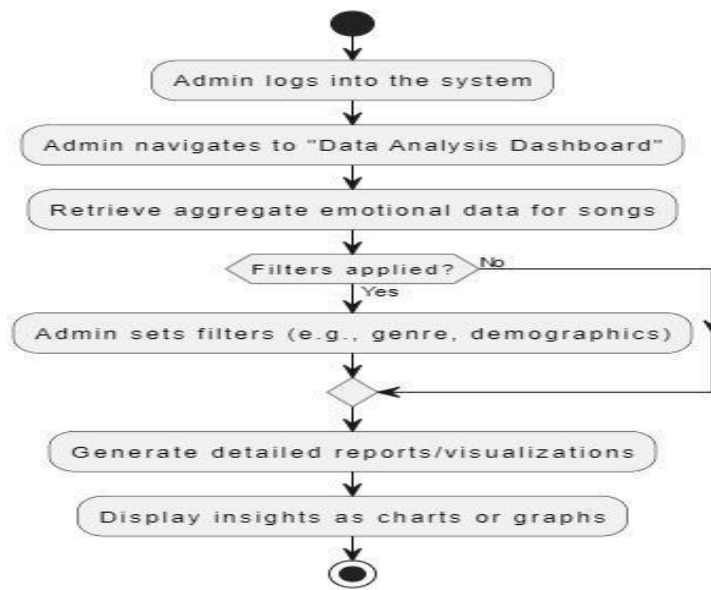 Admin logs into the system
Admin navigates to "Data Analysis Dashboard"
Retrieve aggregate emotional data for songs
Filters applied?
No
Yes
Admin sets filters (e.g., genre, demographics)
Generate detailed reports/visualizations
Display insights as charts or graphs